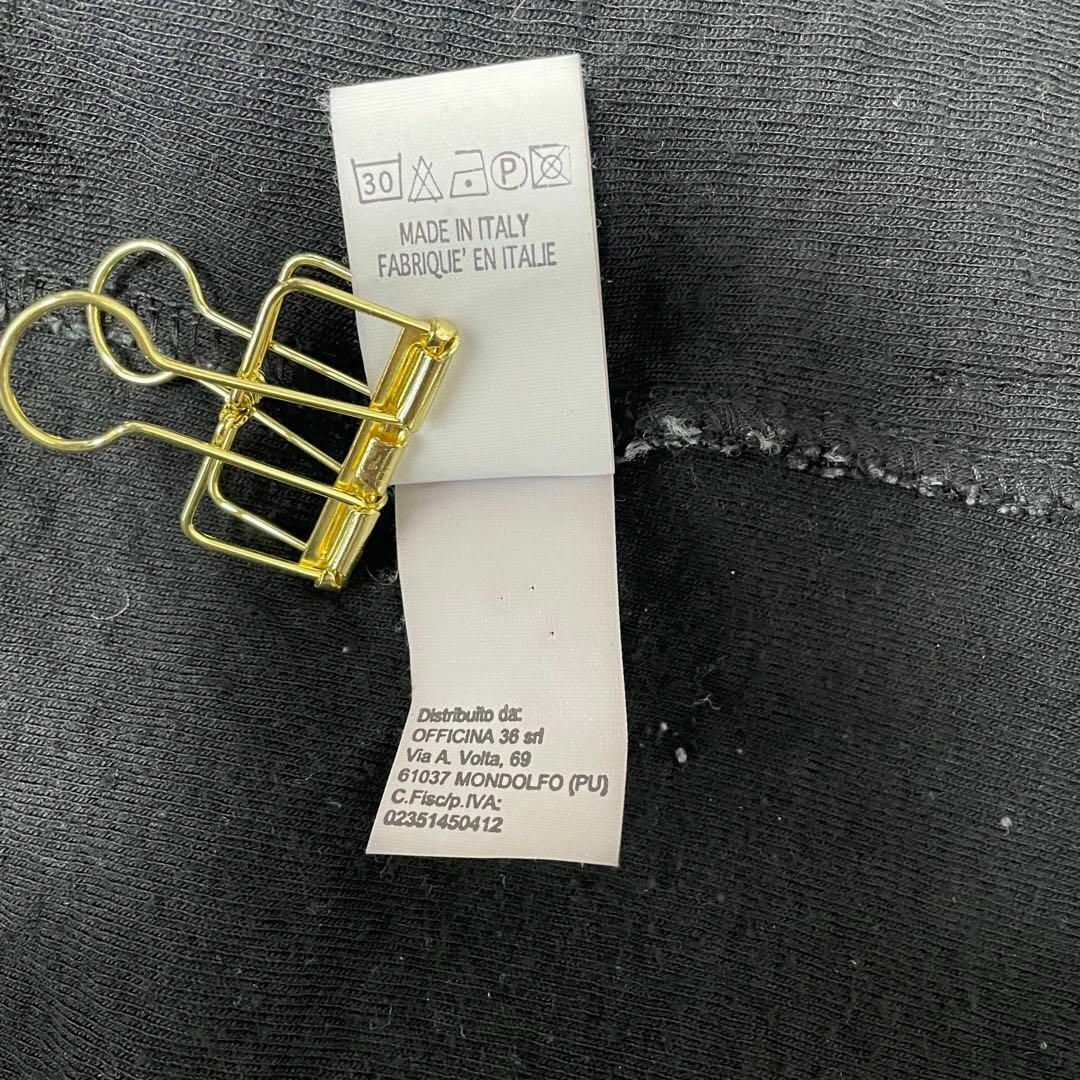 30 P
MADE IN ITALY
FABRIQUE' EN ITALIE
Distribuito da:
OFFICINA 36 srl
Via A. Volta, 69
61037 MONDOLFO (PU)
C.Fisc/p.IVA:
02351450412